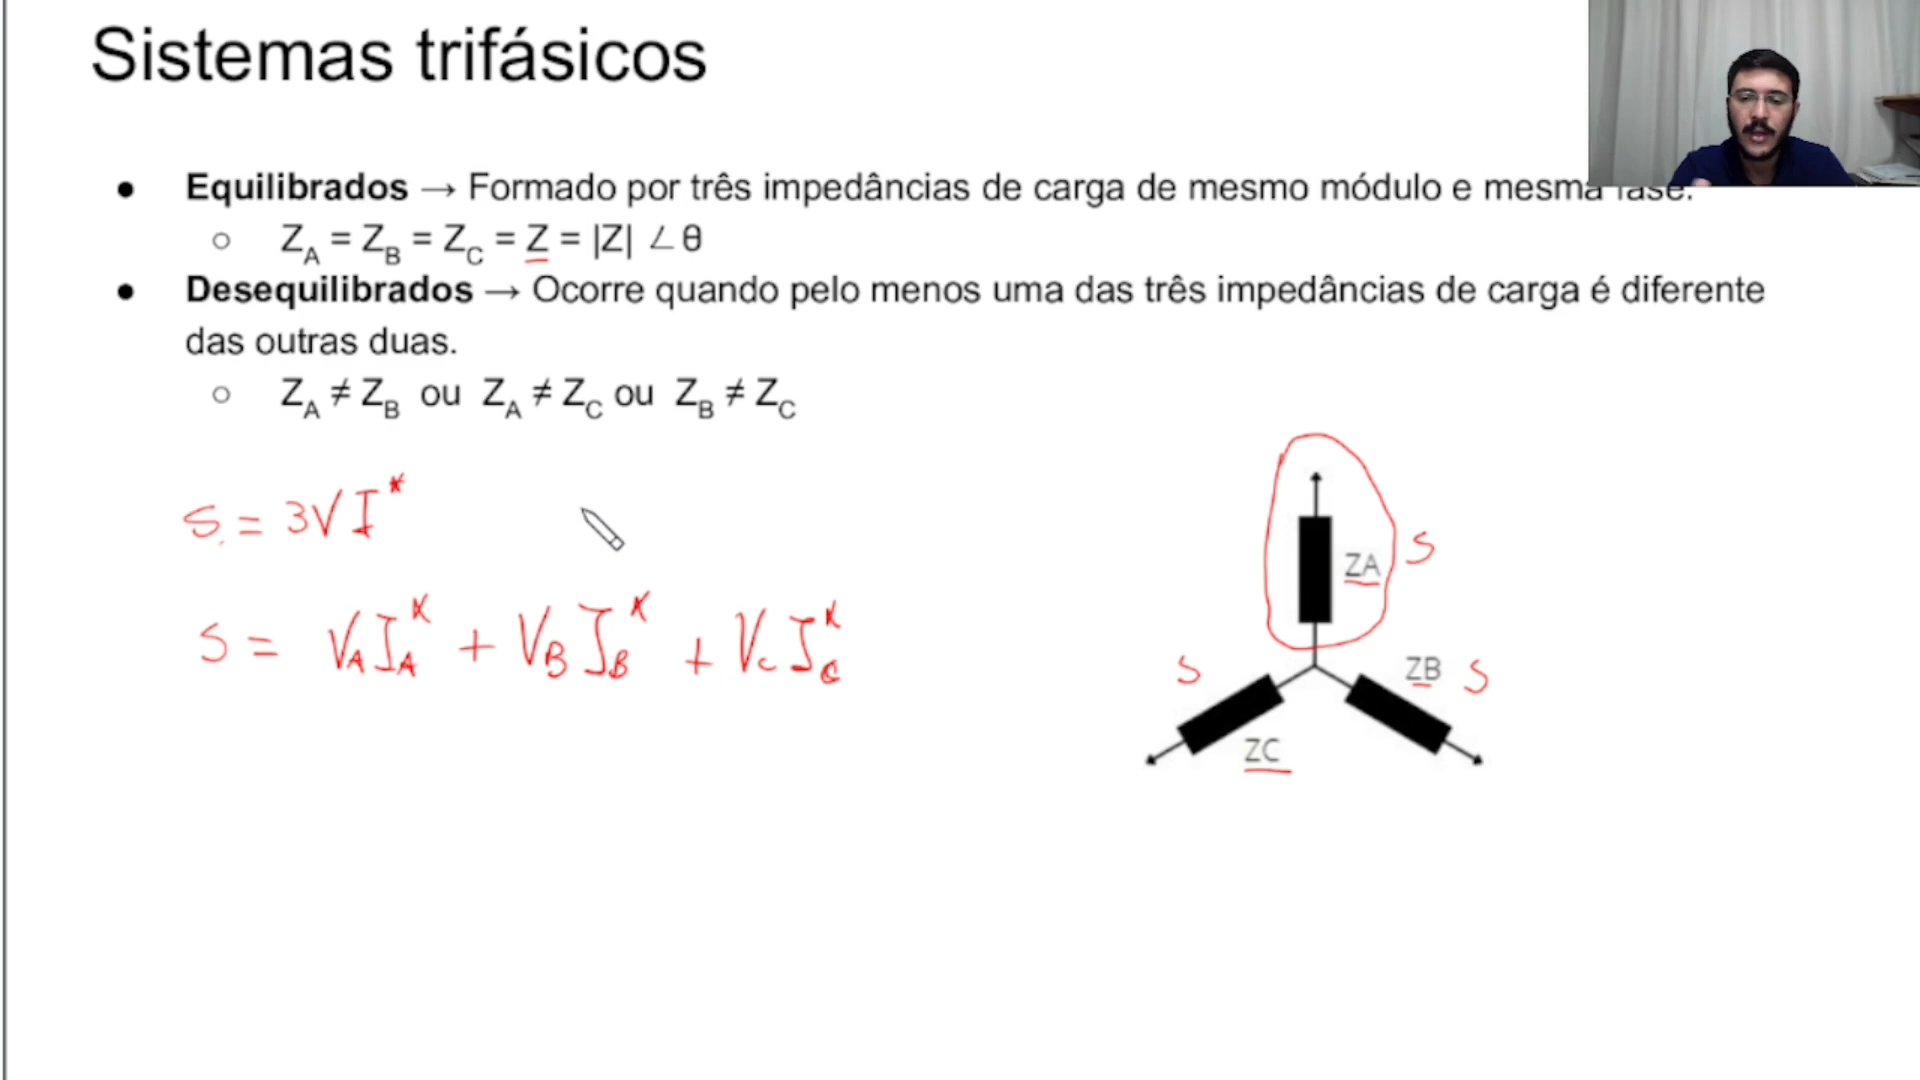 Sistemas trifásicos
● Equilibrados → Formado por três impedâncias de carga de mesmo módulo e mesma fase.
○ Z_A = Z_B = Z_C = Z = |Z| ∠θ
● Desequilibrados → Ocorre quando pelo menos uma das três impedâncias de carga é diferente
das outras duas.
○ Z_A ≠ Z_B ou Z_A ≠ Z_C ou Z_B ≠ Z_C
S = 3VI*
S = V_A I_A* + V_B I_B* + V_C I_C*
ZA S
S ZB S
ZC